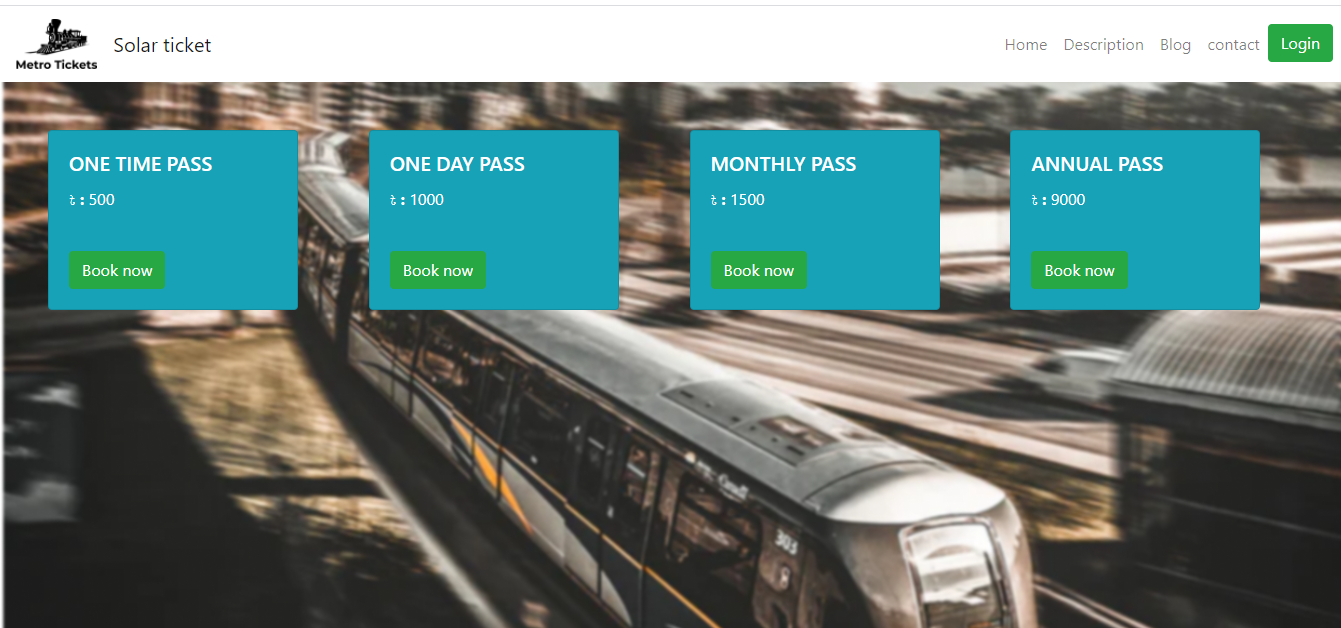 Metro Tickets
Solar ticket
Home Description Blog contact Login
ONE TIME PASS
৳ : 500
Book now
ONE DAY PASS
৳ : 1000
Book now
MONTHLY PASS
৳ : 1500
Book now
ANNUAL PASS
৳ : 9000
Book now
303